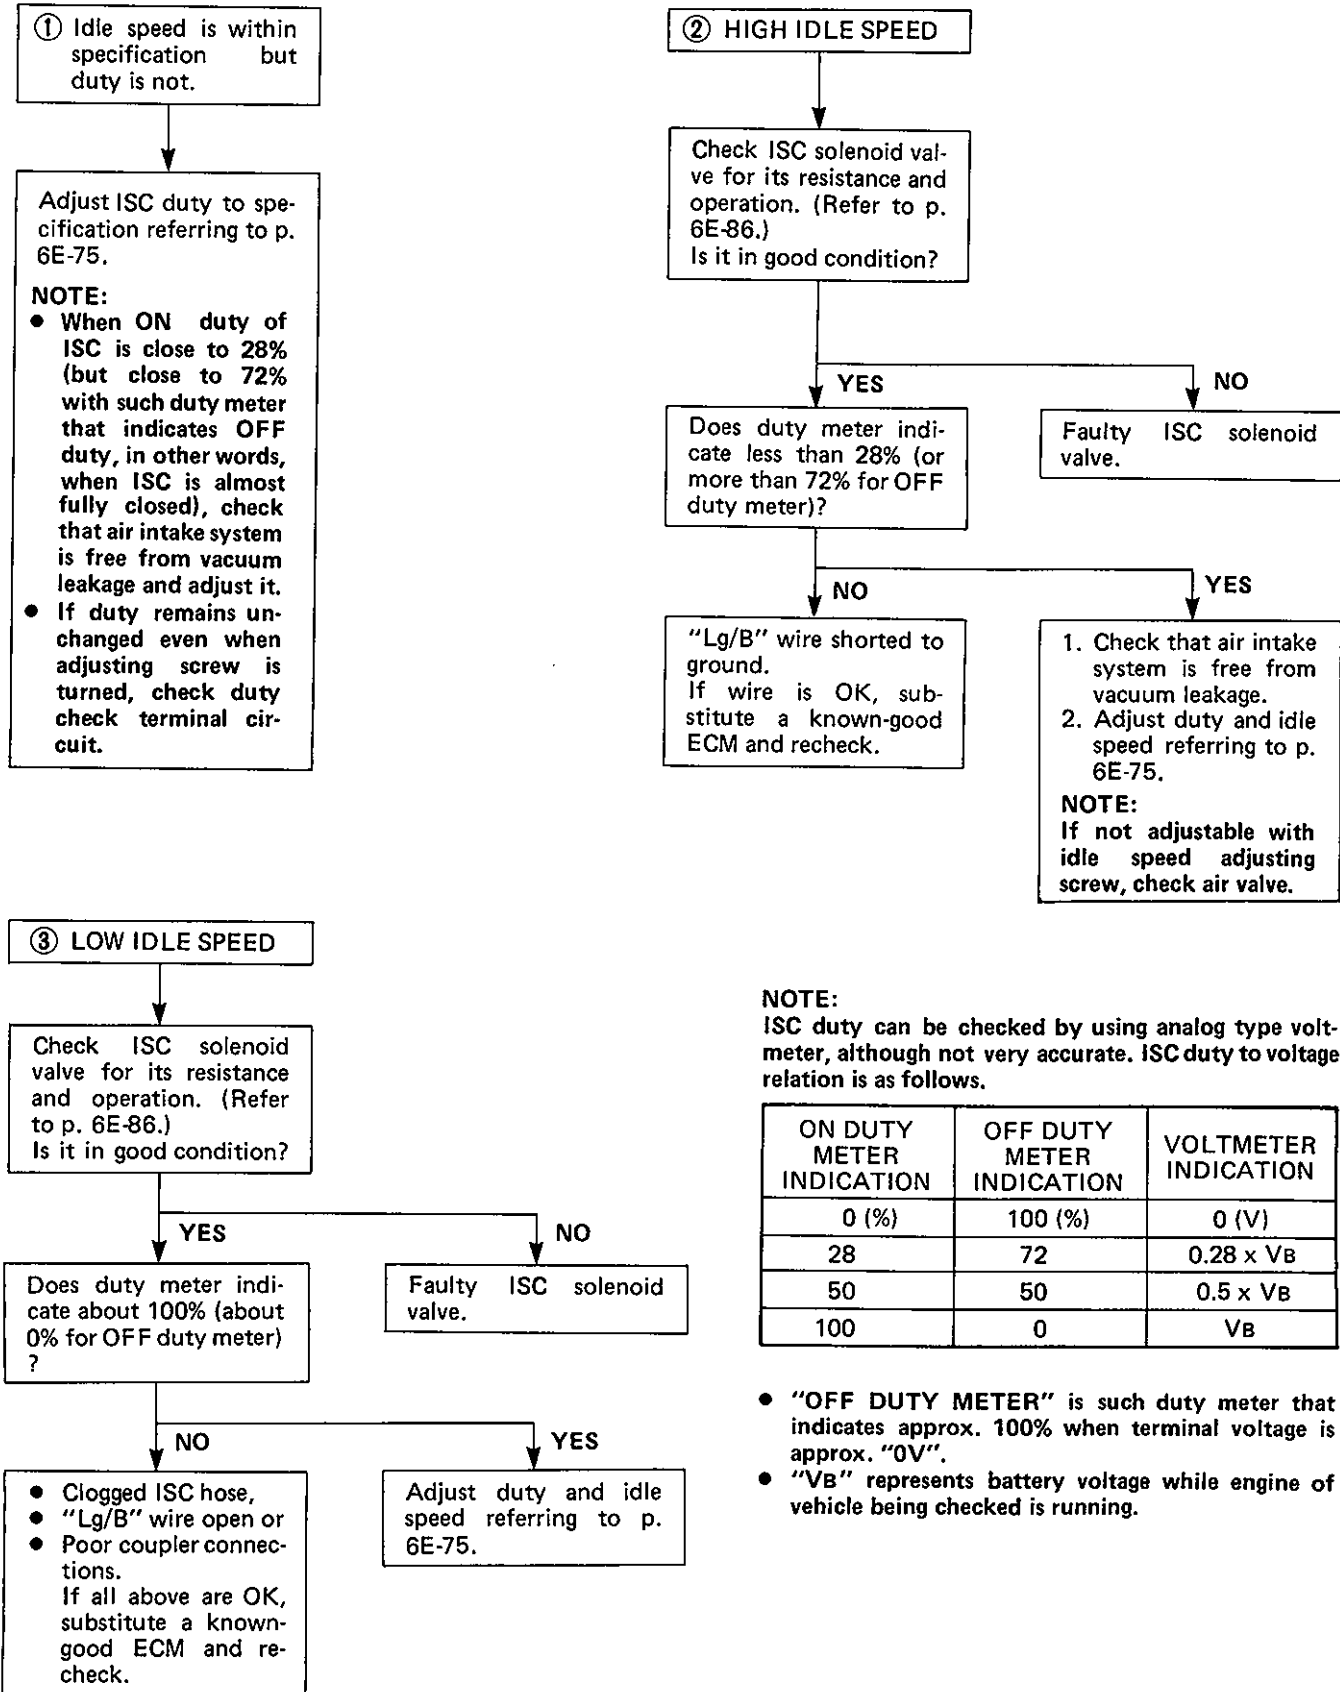 ① Idle speed is within
specification but
duty is not.
Adjust ISC duty to spe-
cification referring to p.
6E-75.
NOTE:
● When ON duty of
ISC is close to 28%
(but close to 72%
with such duty meter
that indicates OFF
duty, in other words,
when ISC is almost
fully closed), check
that air intake system
is free from vacuum
leakage and adjust it.
● If duty remains un-
changed even when
adjusting screw is
turned, check duty
check terminal cir-
cuit.
② HIGH IDLE SPEED
Check ISC solenoid val-
ve for its resistance and
operation. (Refer to p.
6E-86.)
Is it in good condition?
YES
NO
Does duty meter indi-
cate less than 28% (or
more than 72% for OFF
duty meter)?
Faulty ISC solenoid
valve.
NO
YES
"Lg/B" wire shorted to
ground.
If wire is OK, sub-
stitute a known-good
ECM and recheck.
1. Check that air intake
system is free from
vacuum leakage.
2. Adjust duty and idle
speed referring to p.
6E-75.
NOTE:
If not adjustable with
idle speed adjusting
screw, check air valve.
③ LOW IDLE SPEED
Check ISC solenoid
valve for its resistance
and operation. (Refer
to p. 6E-86.)
Is it in good condition?
YES
NO
Does duty meter indi-
cate about 100% (about
0% for OFF duty meter)
?
Faulty ISC solenoid
valve.
NO
YES
● Clogged ISC hose,
● "Lg/B" wire open or
● Poor coupler connec-
tions.
If all above are OK,
substitute a known-
good ECM and re-
check.
Adjust duty and idle
speed referring to p.
6E-75.
NOTE:
ISC duty can be checked by using analog type volt-
meter, although not very accurate. ISC duty to voltage
relation is as follows.
ON DUTY METER INDICATION OFF DUTY METER INDICATION VOLTMETER INDICATION
0 (%) 100 (%) 0 (V)
28 72 0.28 x VB
50 50 0.5 x VB
100 0 VB
● "OFF DUTY METER" is such duty meter that
indicates approx. 100% when terminal voltage is
approx. "0V".
● "VB" represents battery voltage while engine of
vehicle being checked is running.